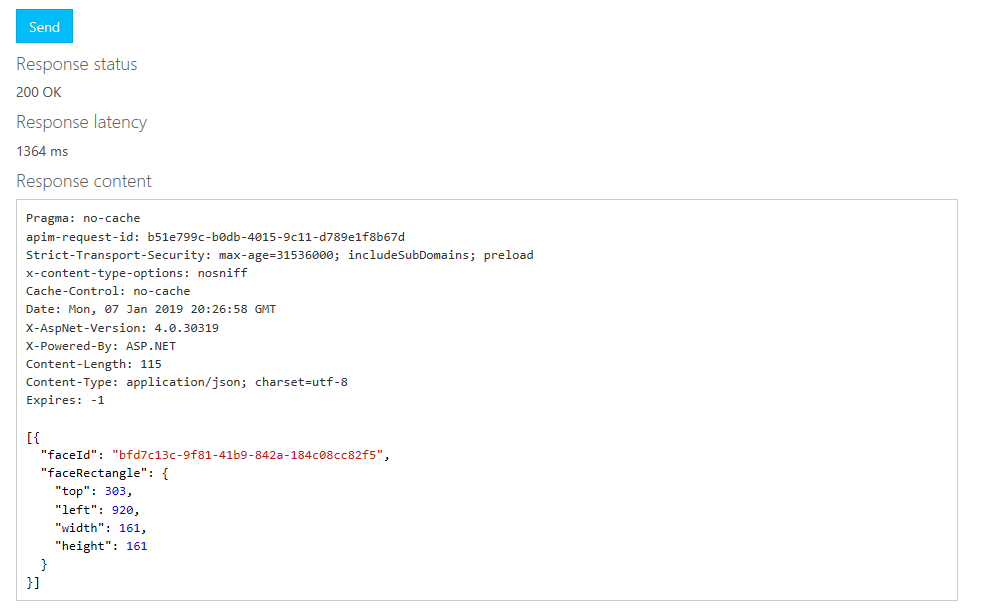 Send
Response status
200 OK
Response latency
1364 ms
Response content
Pragma: no-cache
apim-request-id: b51e799c-b0db-4015-9c11-d789e1f8b67d
Strict-Transport-Security: max-age=31536000; includeSubDomains; preload
x-content-type-options: nosniff
Cache-Control: no-cache
Date: Mon, 07 Jan 2019 20:26:58 GMT
X-AspNet-Version: 4.0.30319
X-Powered-By: ASP.NET
Content-Length: 115
Content-Type: application/json; charset=utf-8
Expires: -1
[{
  "faceId": "bfd7c13c-9f81-41b9-842a-184c08cc82f5",
  "faceRectangle": {
    "top": 303,
    "left": 920,
    "width": 161,
    "height": 161
  }
}]